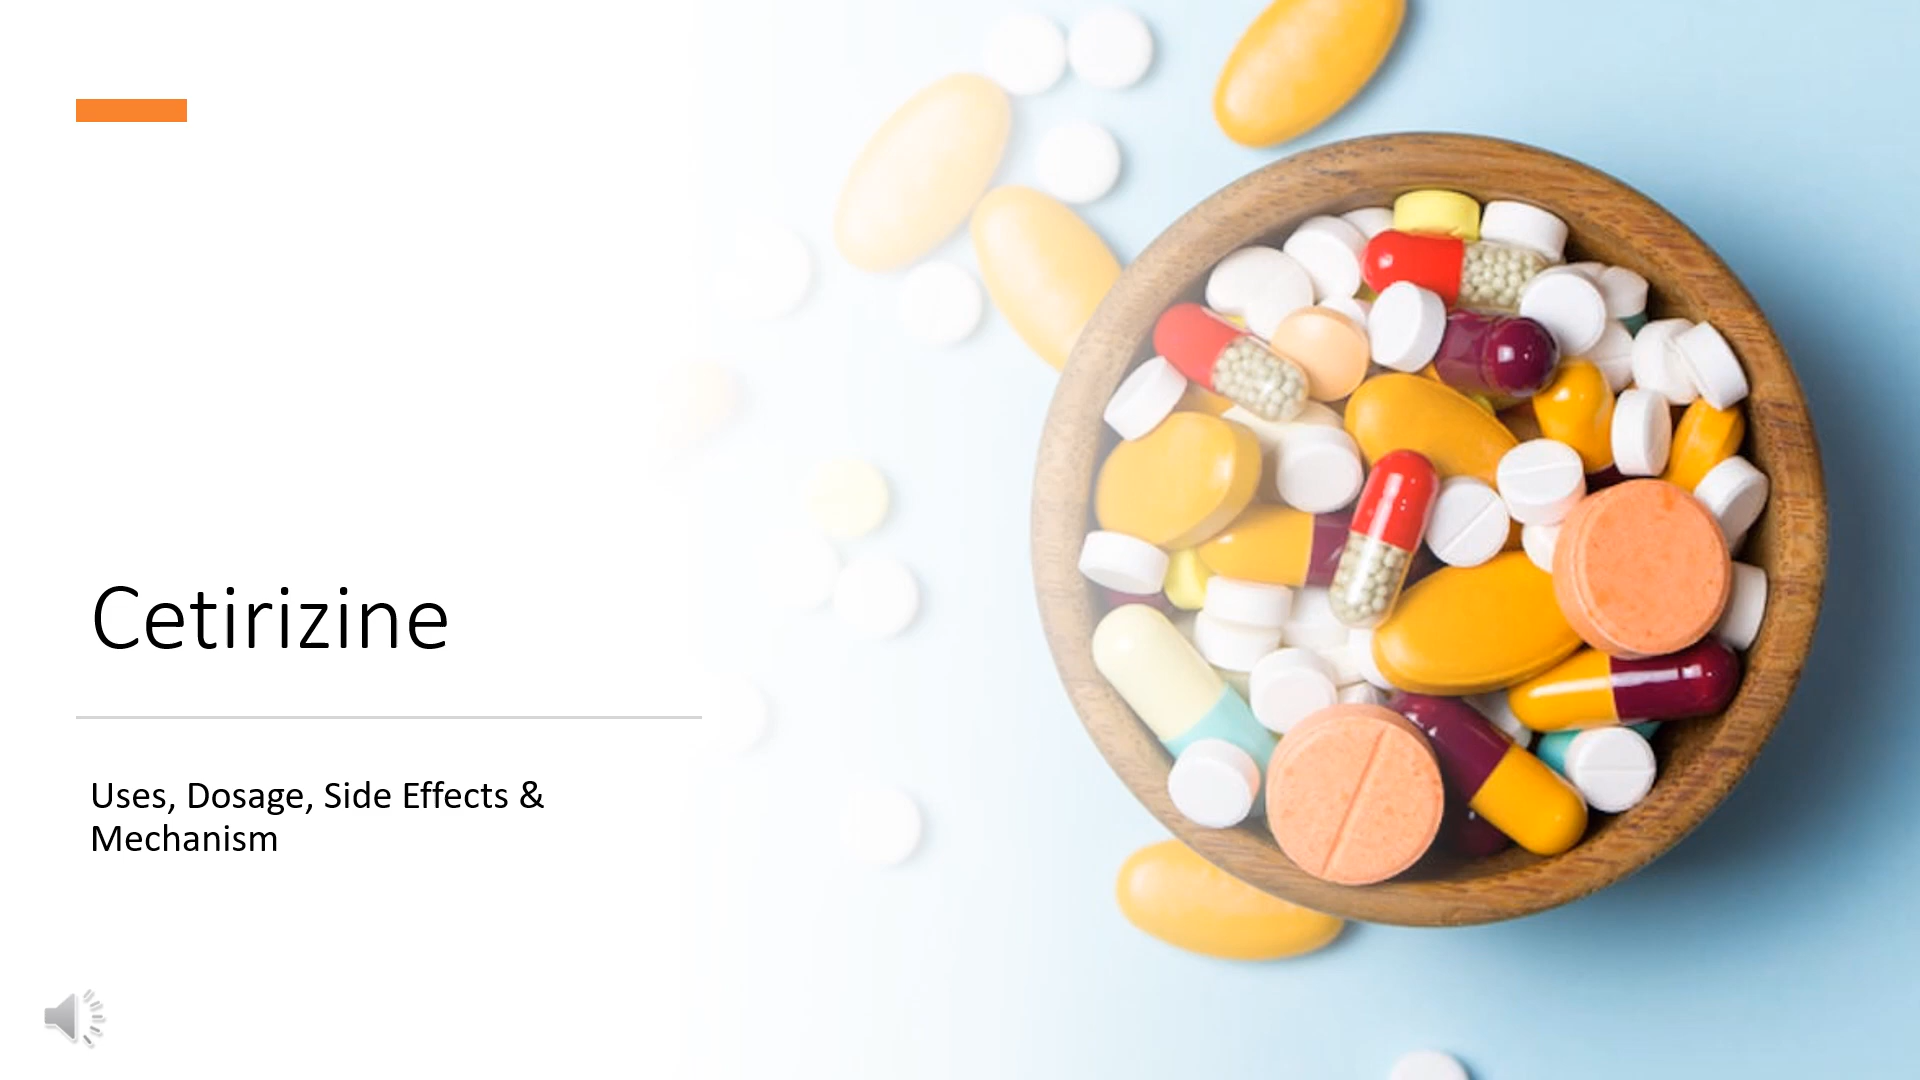 Cetirizine
Uses, Dosage, Side Effects &
Mechanism